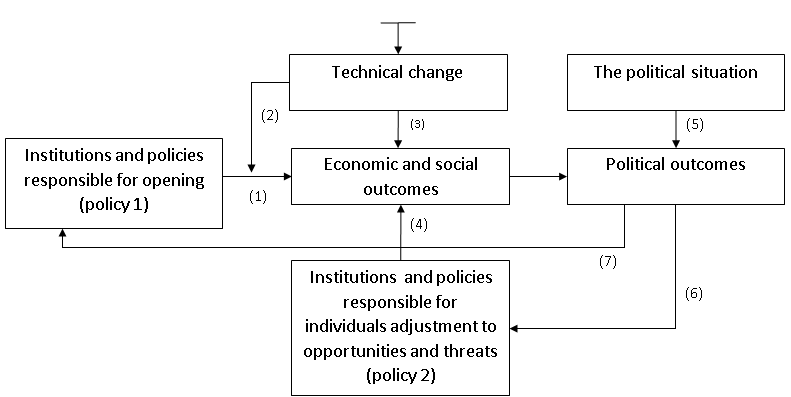 Technical change
The political situation
(2)
(3)
(5)
Institutions and policies
responsible for opening
(policy 1)
Economic and social
outcomes
Political outcomes
(1)
(4)
(7)
(6)
Institutions and policies
responsible for
individuals adjustment to
opportunities and threats
(policy 2)